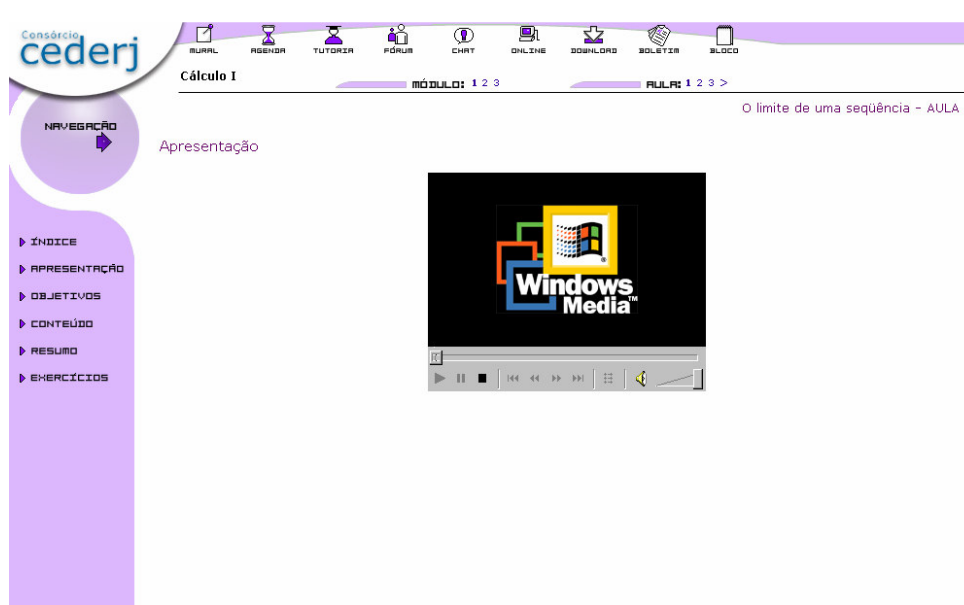 Consórcio
cederj
MURAL AGENDA TUTORIA FÓRUM CHAT ONLINE DOWNLOAD BOLETIM BLOCO
Cálculo I
MÓDULO: 1 2 3
AULA: 1 2 3 >
O limite de uma seqüência - AULA
NAVEGAÇÃO
Apresentação
ÍNDICE
APRESENTAÇÃO
OBJETIVOS
CONTEÚDO
RESUMO
EXERCÍCIOS
Windows
Media™